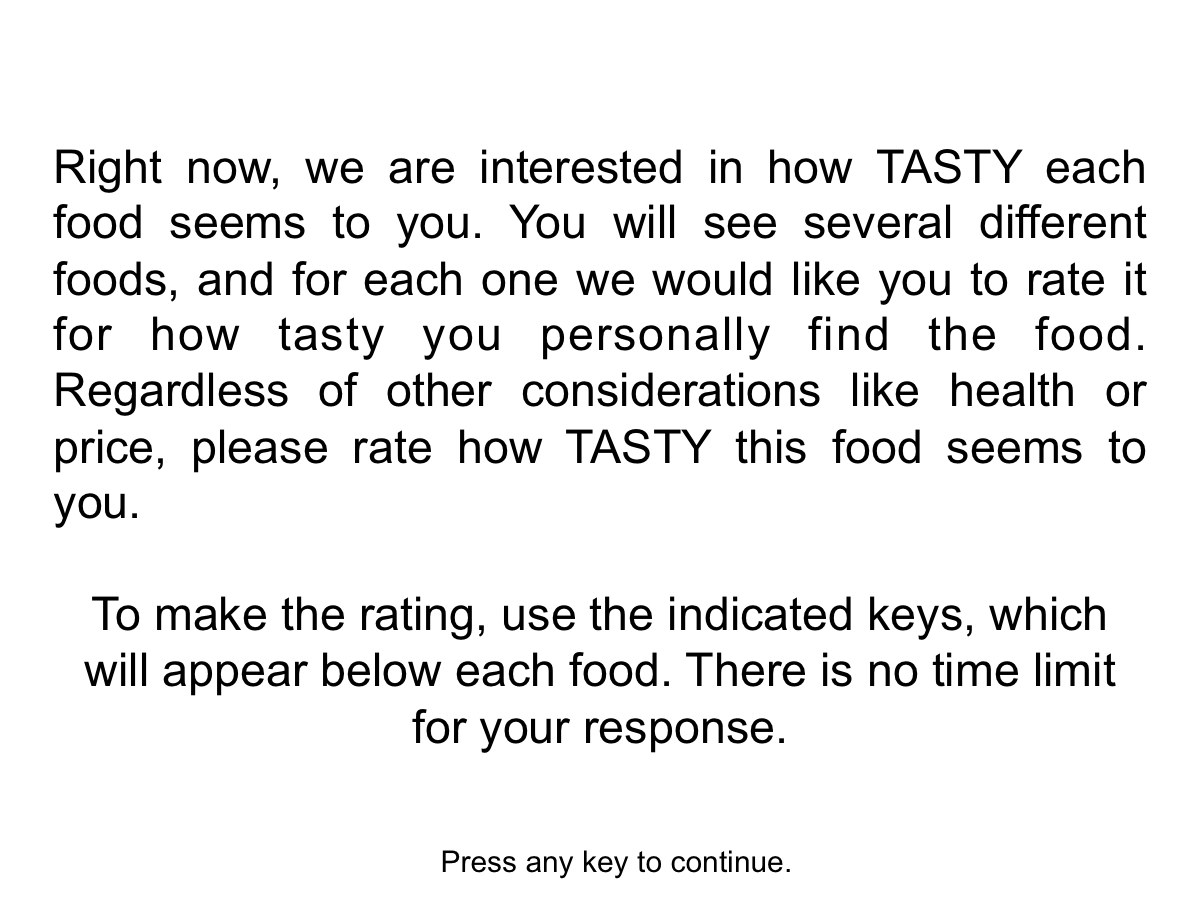 Right now, we are interested in how TASTY each
food seems to you. You will see several different
foods, and for each one we would like you to rate it
for how tasty you personally find the food.
Regardless of other considerations like health or
price, please rate how TASTY this food seems to
you.
To make the rating, use the indicated keys, which
will appear below each food. There is no time limit
for your response.
Press any key to continue.